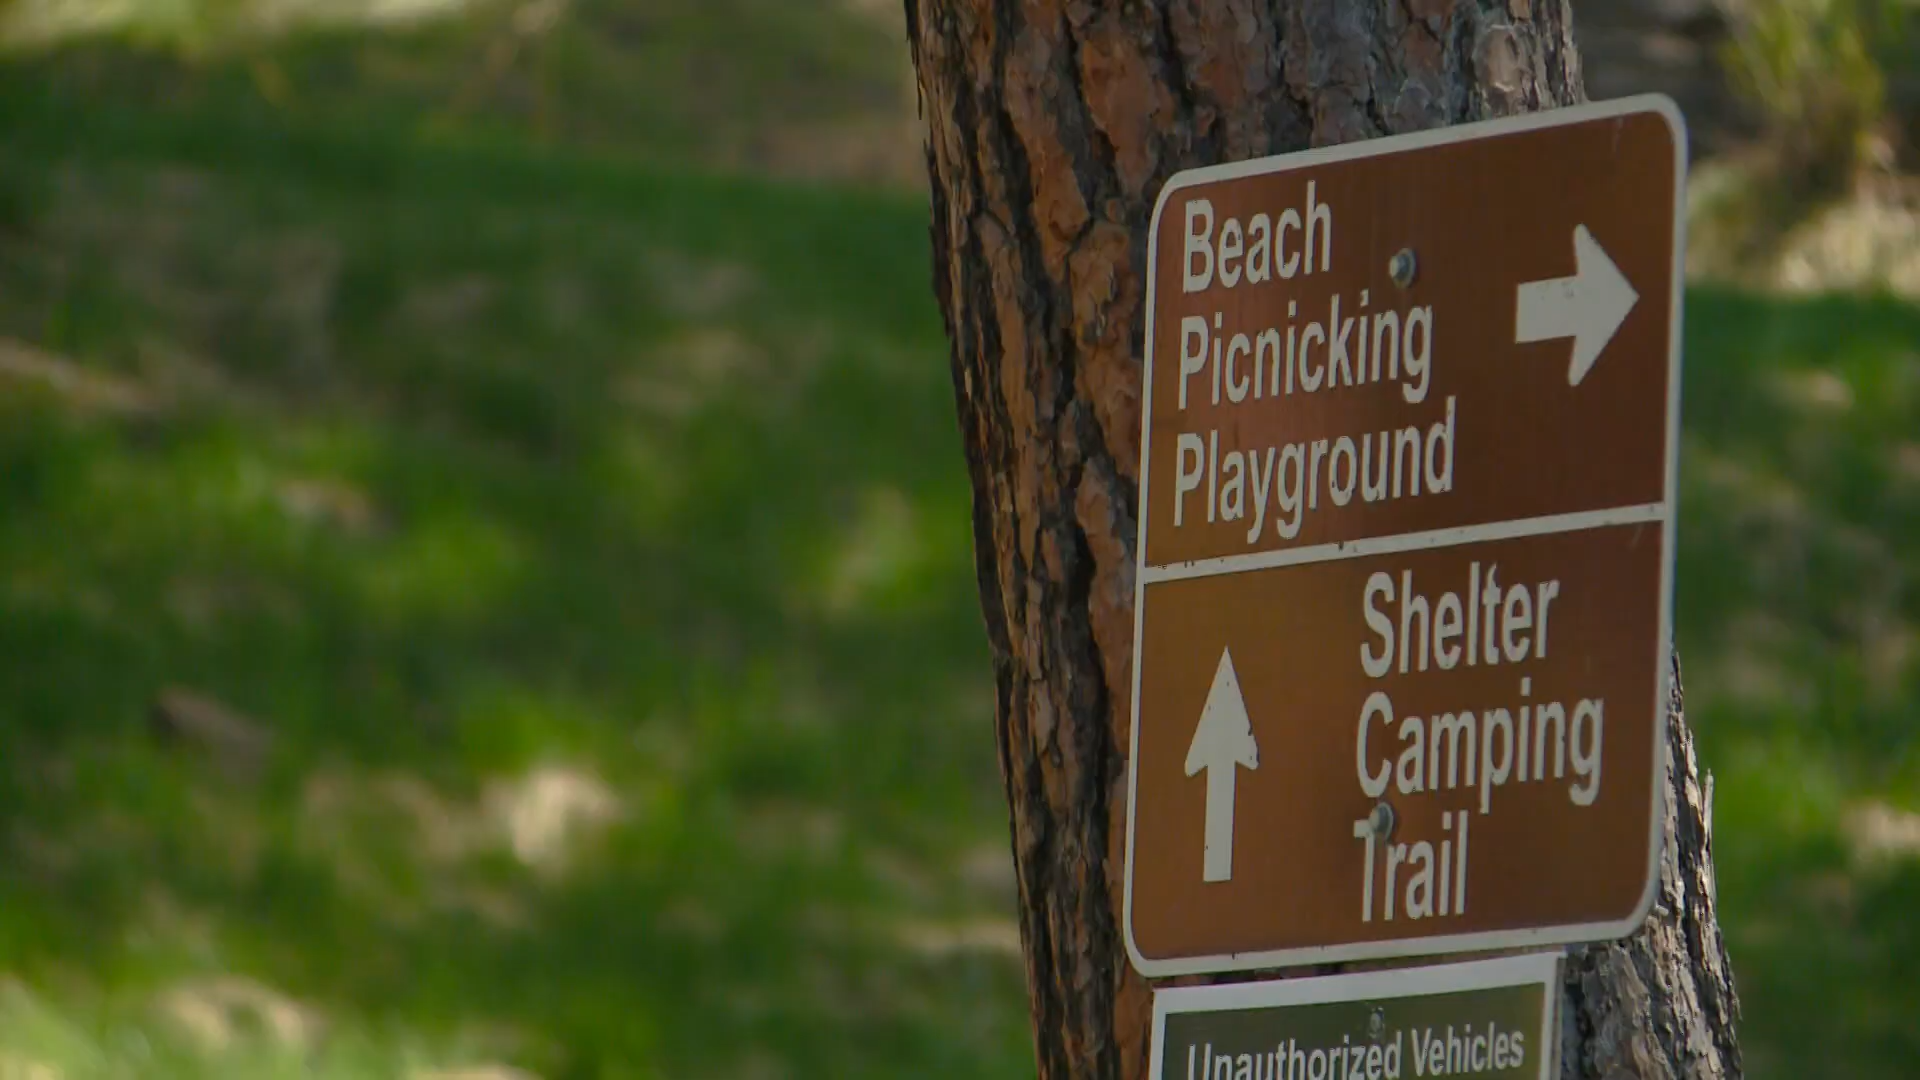 Beach
Picnicking
Playground
Shelter
Camping
Trail
Unauthorized Vehicles